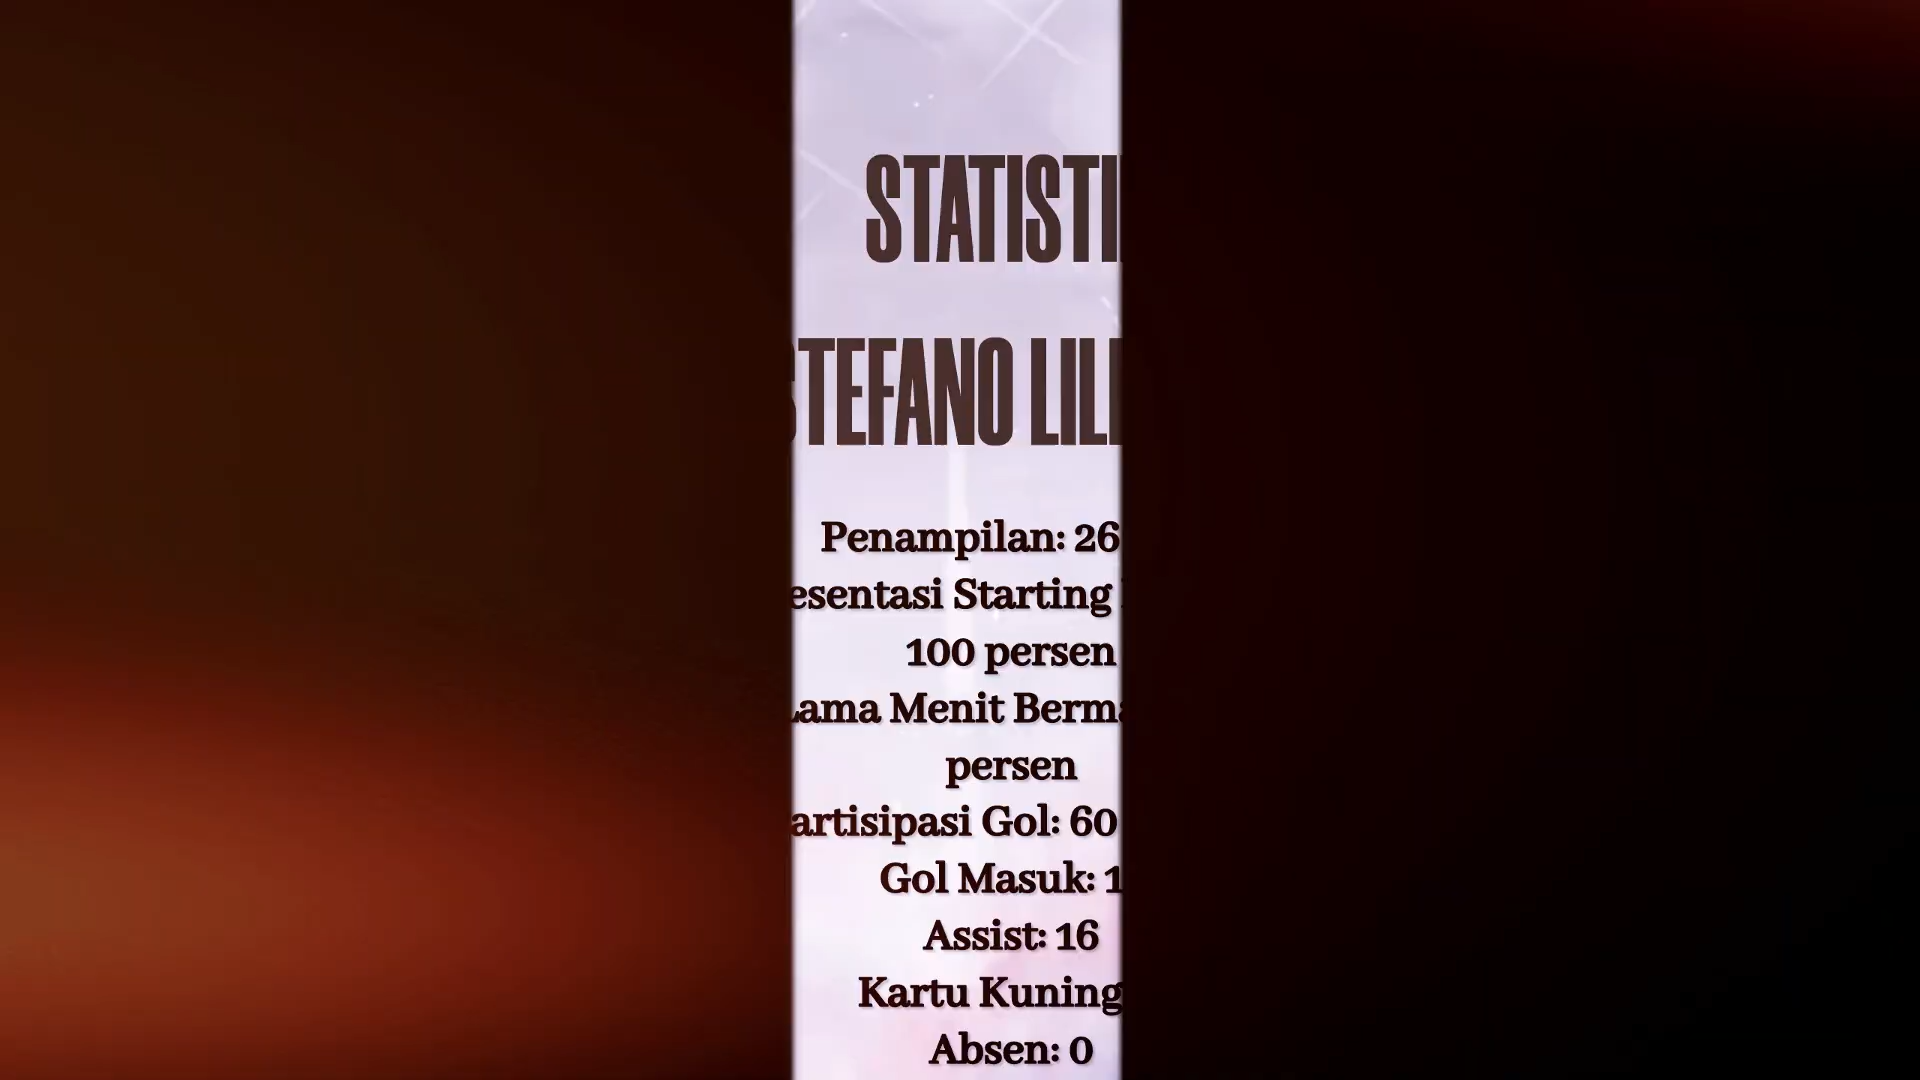 STATISTI
STEFANO LILI
Penampilan: 26
esentasi Starting
100 persen
Lama Menit Berma
persen
artisipasi Gol: 60
Gol Masuk: 1
Assist: 16
Kartu Kuning
Absen: 0